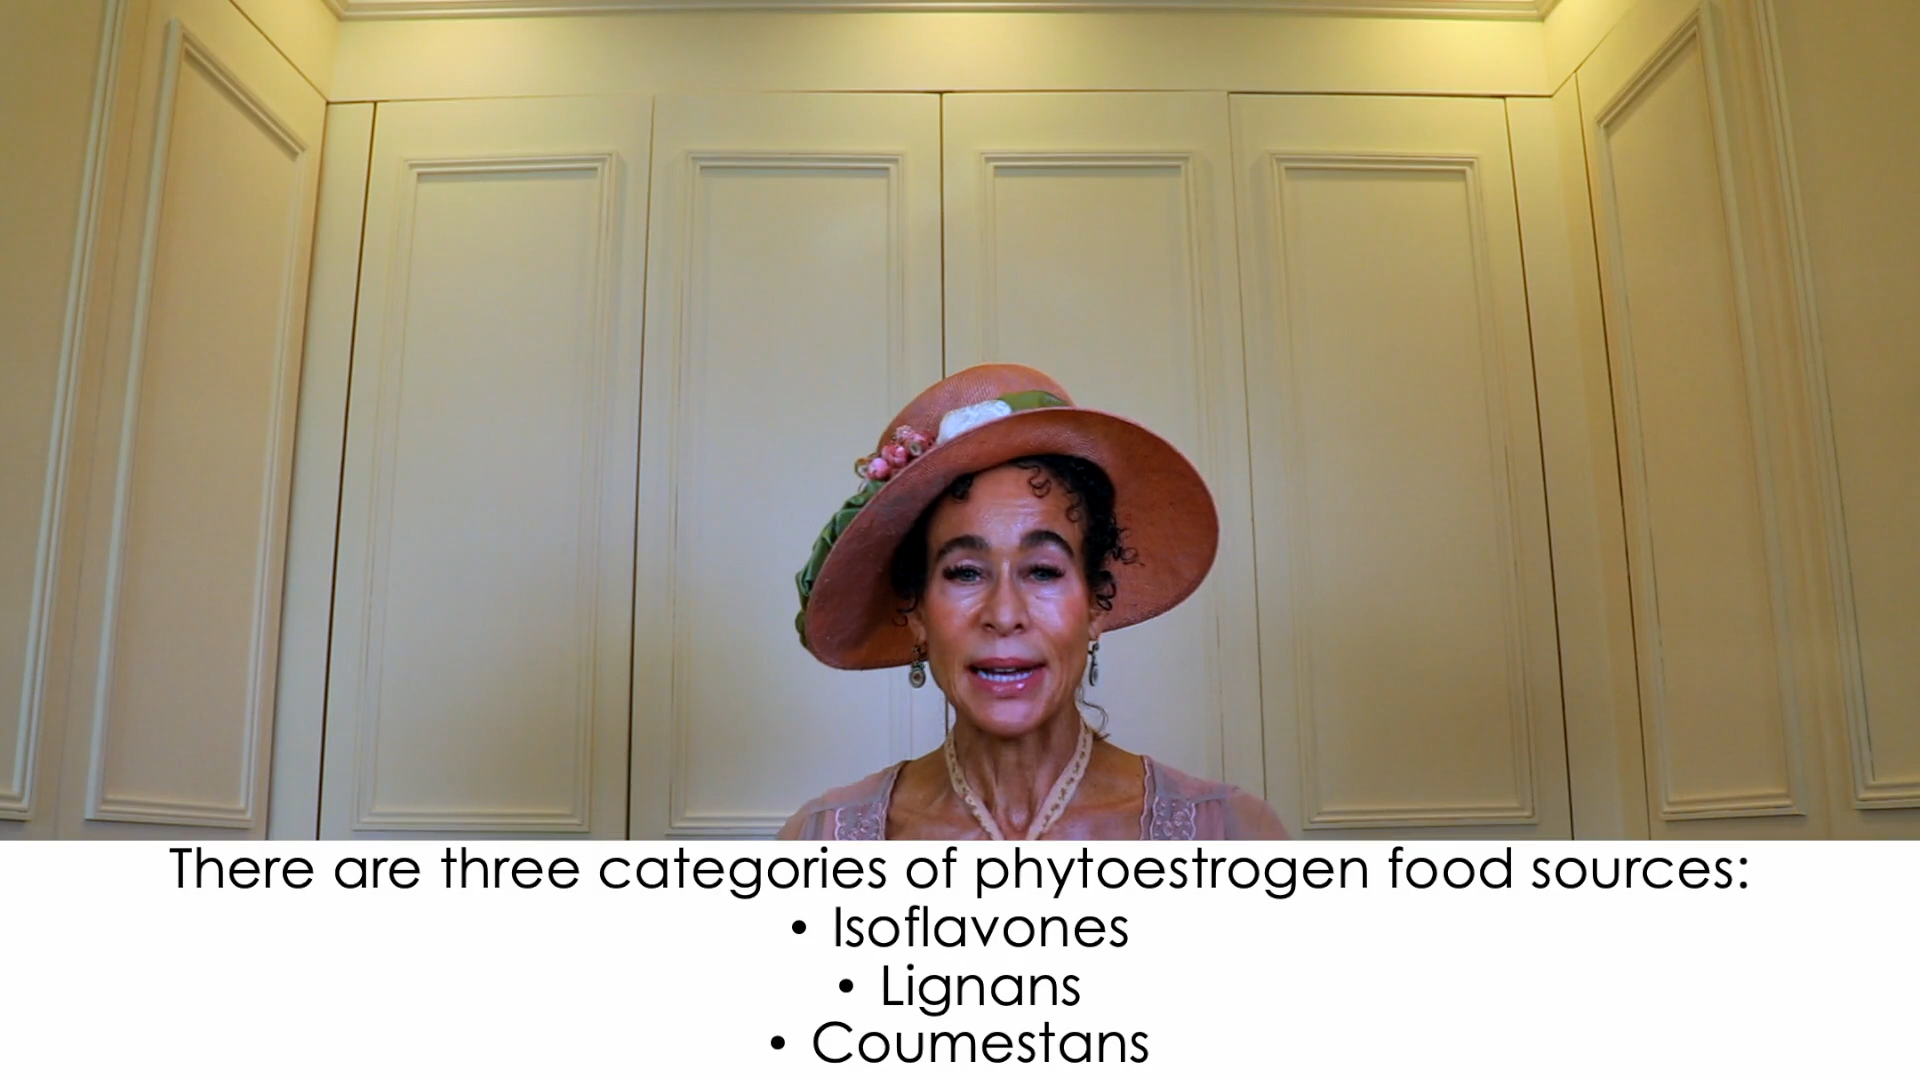 There are three categories of phytoestrogen food sources:
• Isoflavones
• Lignans
• Coumestans